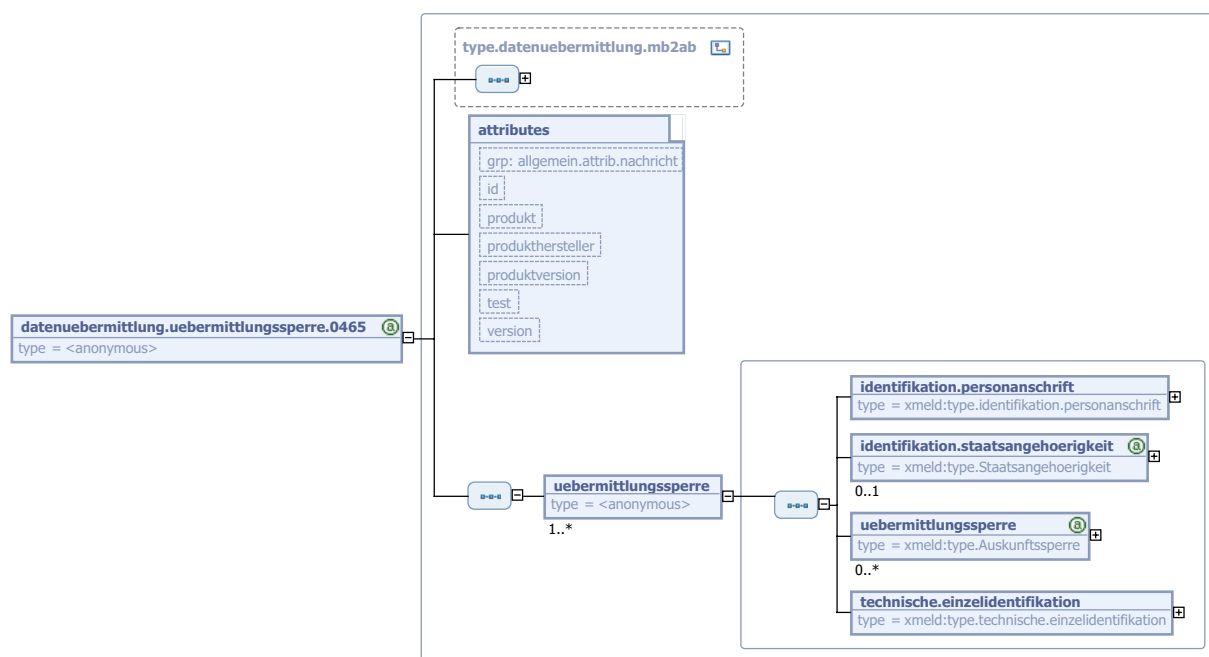 type.datenuebermittlung.mb2ab
attributes
grp: allgemein.attrib.nachricht
id
produkt
produkthersteller
produktversion
test
version
datenuebermittlung.uebermittlungssperre.0465 a
type = <anonymous>
uebermittlungssperre
type = <anonymous>
1..*
identifikation.personanschrift
type = xmeld:type.identifikation.personanschrift
identifikation.staatsangehoerigkeit a
type = xmeld:type.Staatsangehoerigkeit
0..1
uebermittlungssperre a
type = xmeld:type.Auskunftssperre
0..*
technische.einzelidentifikation
type = xmeld:type.technische.einzelidentifikation